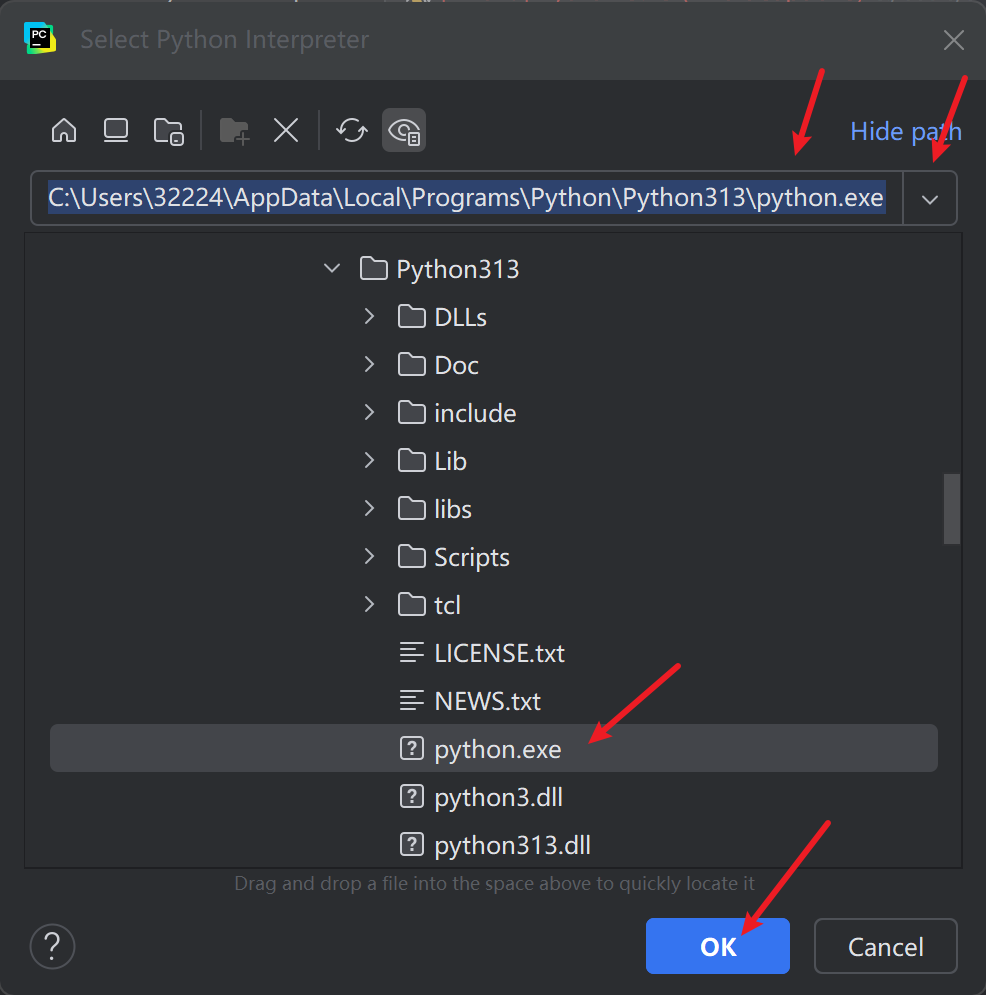 PC
Select Python Interpreter
Hide path
C:\Users\32224\AppData\Local\Programs\Python\Python313\python.exe
Python313
DLLs
Doc
include
Lib
libs
Scripts
tcl
LICENSE.txt
NEWS.txt
python.exe
python3.dll
python313.dll
Drag and drop a file into the space above to quickly locate it
OK
Cancel